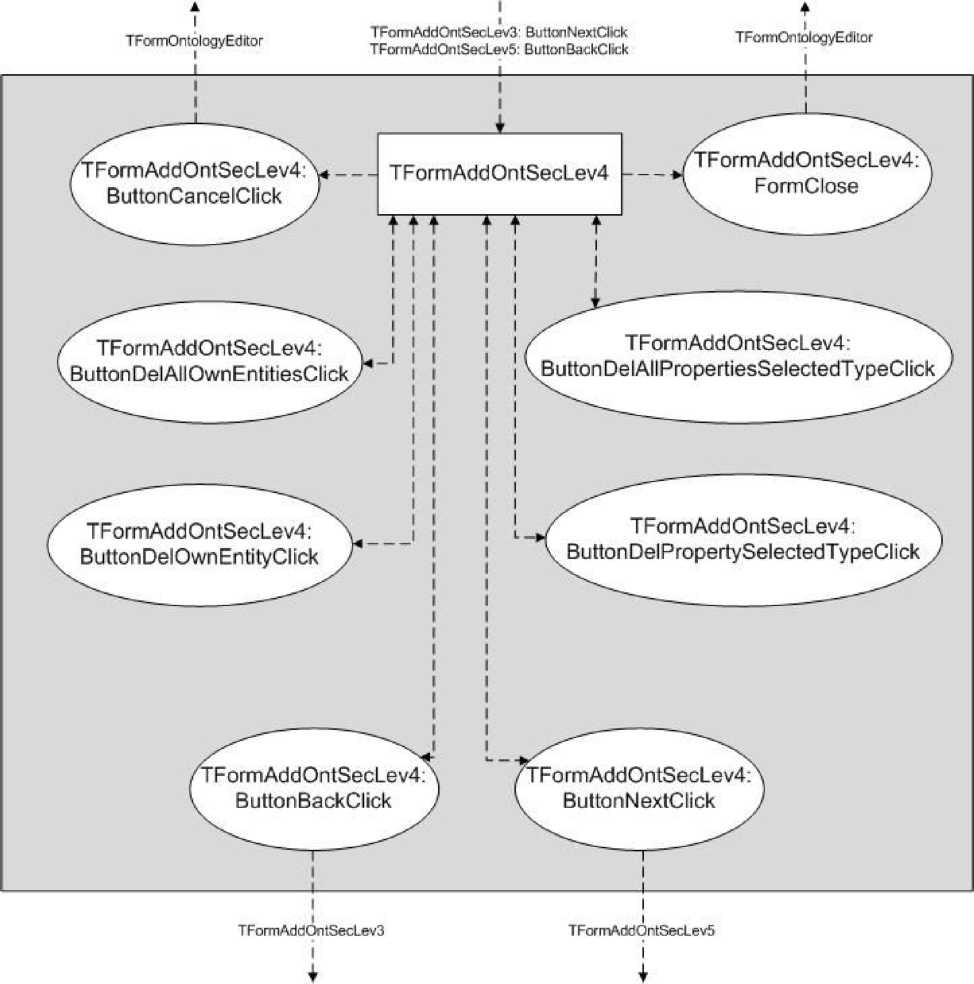 TFormOntologyEditor
TFormAddOntSecLev3: ButtonNextClick
TFormAddOntSecLev5: ButtonBackClick
TFormOntologyEditor
TFormAddOntSecLev4:
ButtonCancelClick
TFormAddOntSecLev4
TFormAddOntSecLev4:
FormClose
TFormAddOntSecLev4:
ButtonDelAllOwnEntitiesClick
TFormAddOntSecLev4:
ButtonDelAllPropertiesSelectedTypeClick
TFormAddOntSecLev4:
ButtonDelOwnEntityClick
TFormAddOntSecLev4:
ButtonDelPropertySelectedTypeClick
TFormAddOntSecLev4:
ButtonBackClick
TFormAddOntSecLev4:
ButtonNextClick
TFormAddOntSecLev3
TFormAddOntSecLev5